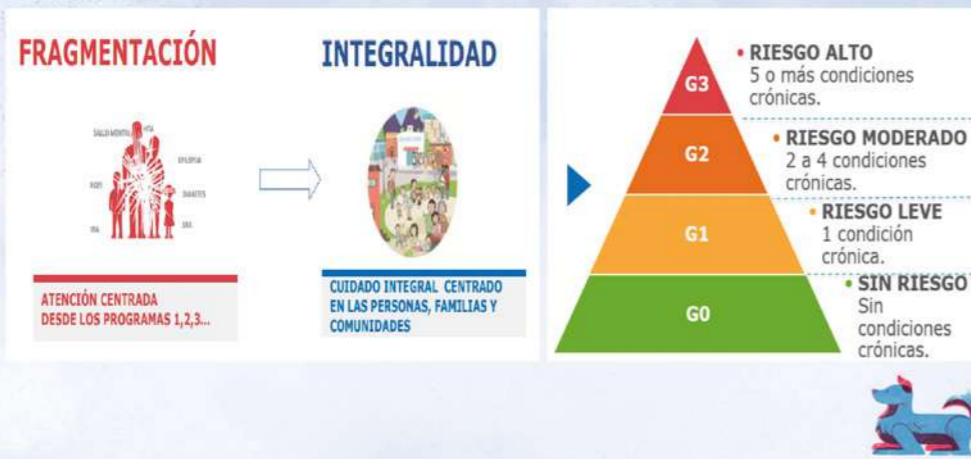 FRAGMENTACIÓN
SALUD MENTAL
HTA
EPILEPSIA
DIABETES
ATENCIÓN CENTRADA
DESDE LOS PROGRAMAS 1,2,3...
INTEGRALIDAD
CUIDADO INTEGRAL CENTRADO
EN LAS PERSONAS, FAMILIAS Y
COMUNIDADES
G3
• RIESGO ALTO
5 o más condiciones
crónicas.
G2
• RIESGO MODERADO
2 a 4 condiciones
crónicas.
G1
• RIESGO LEVE
1 condición
crónica.
G0
• SIN RIESGO
Sin
condiciones
crónicas.